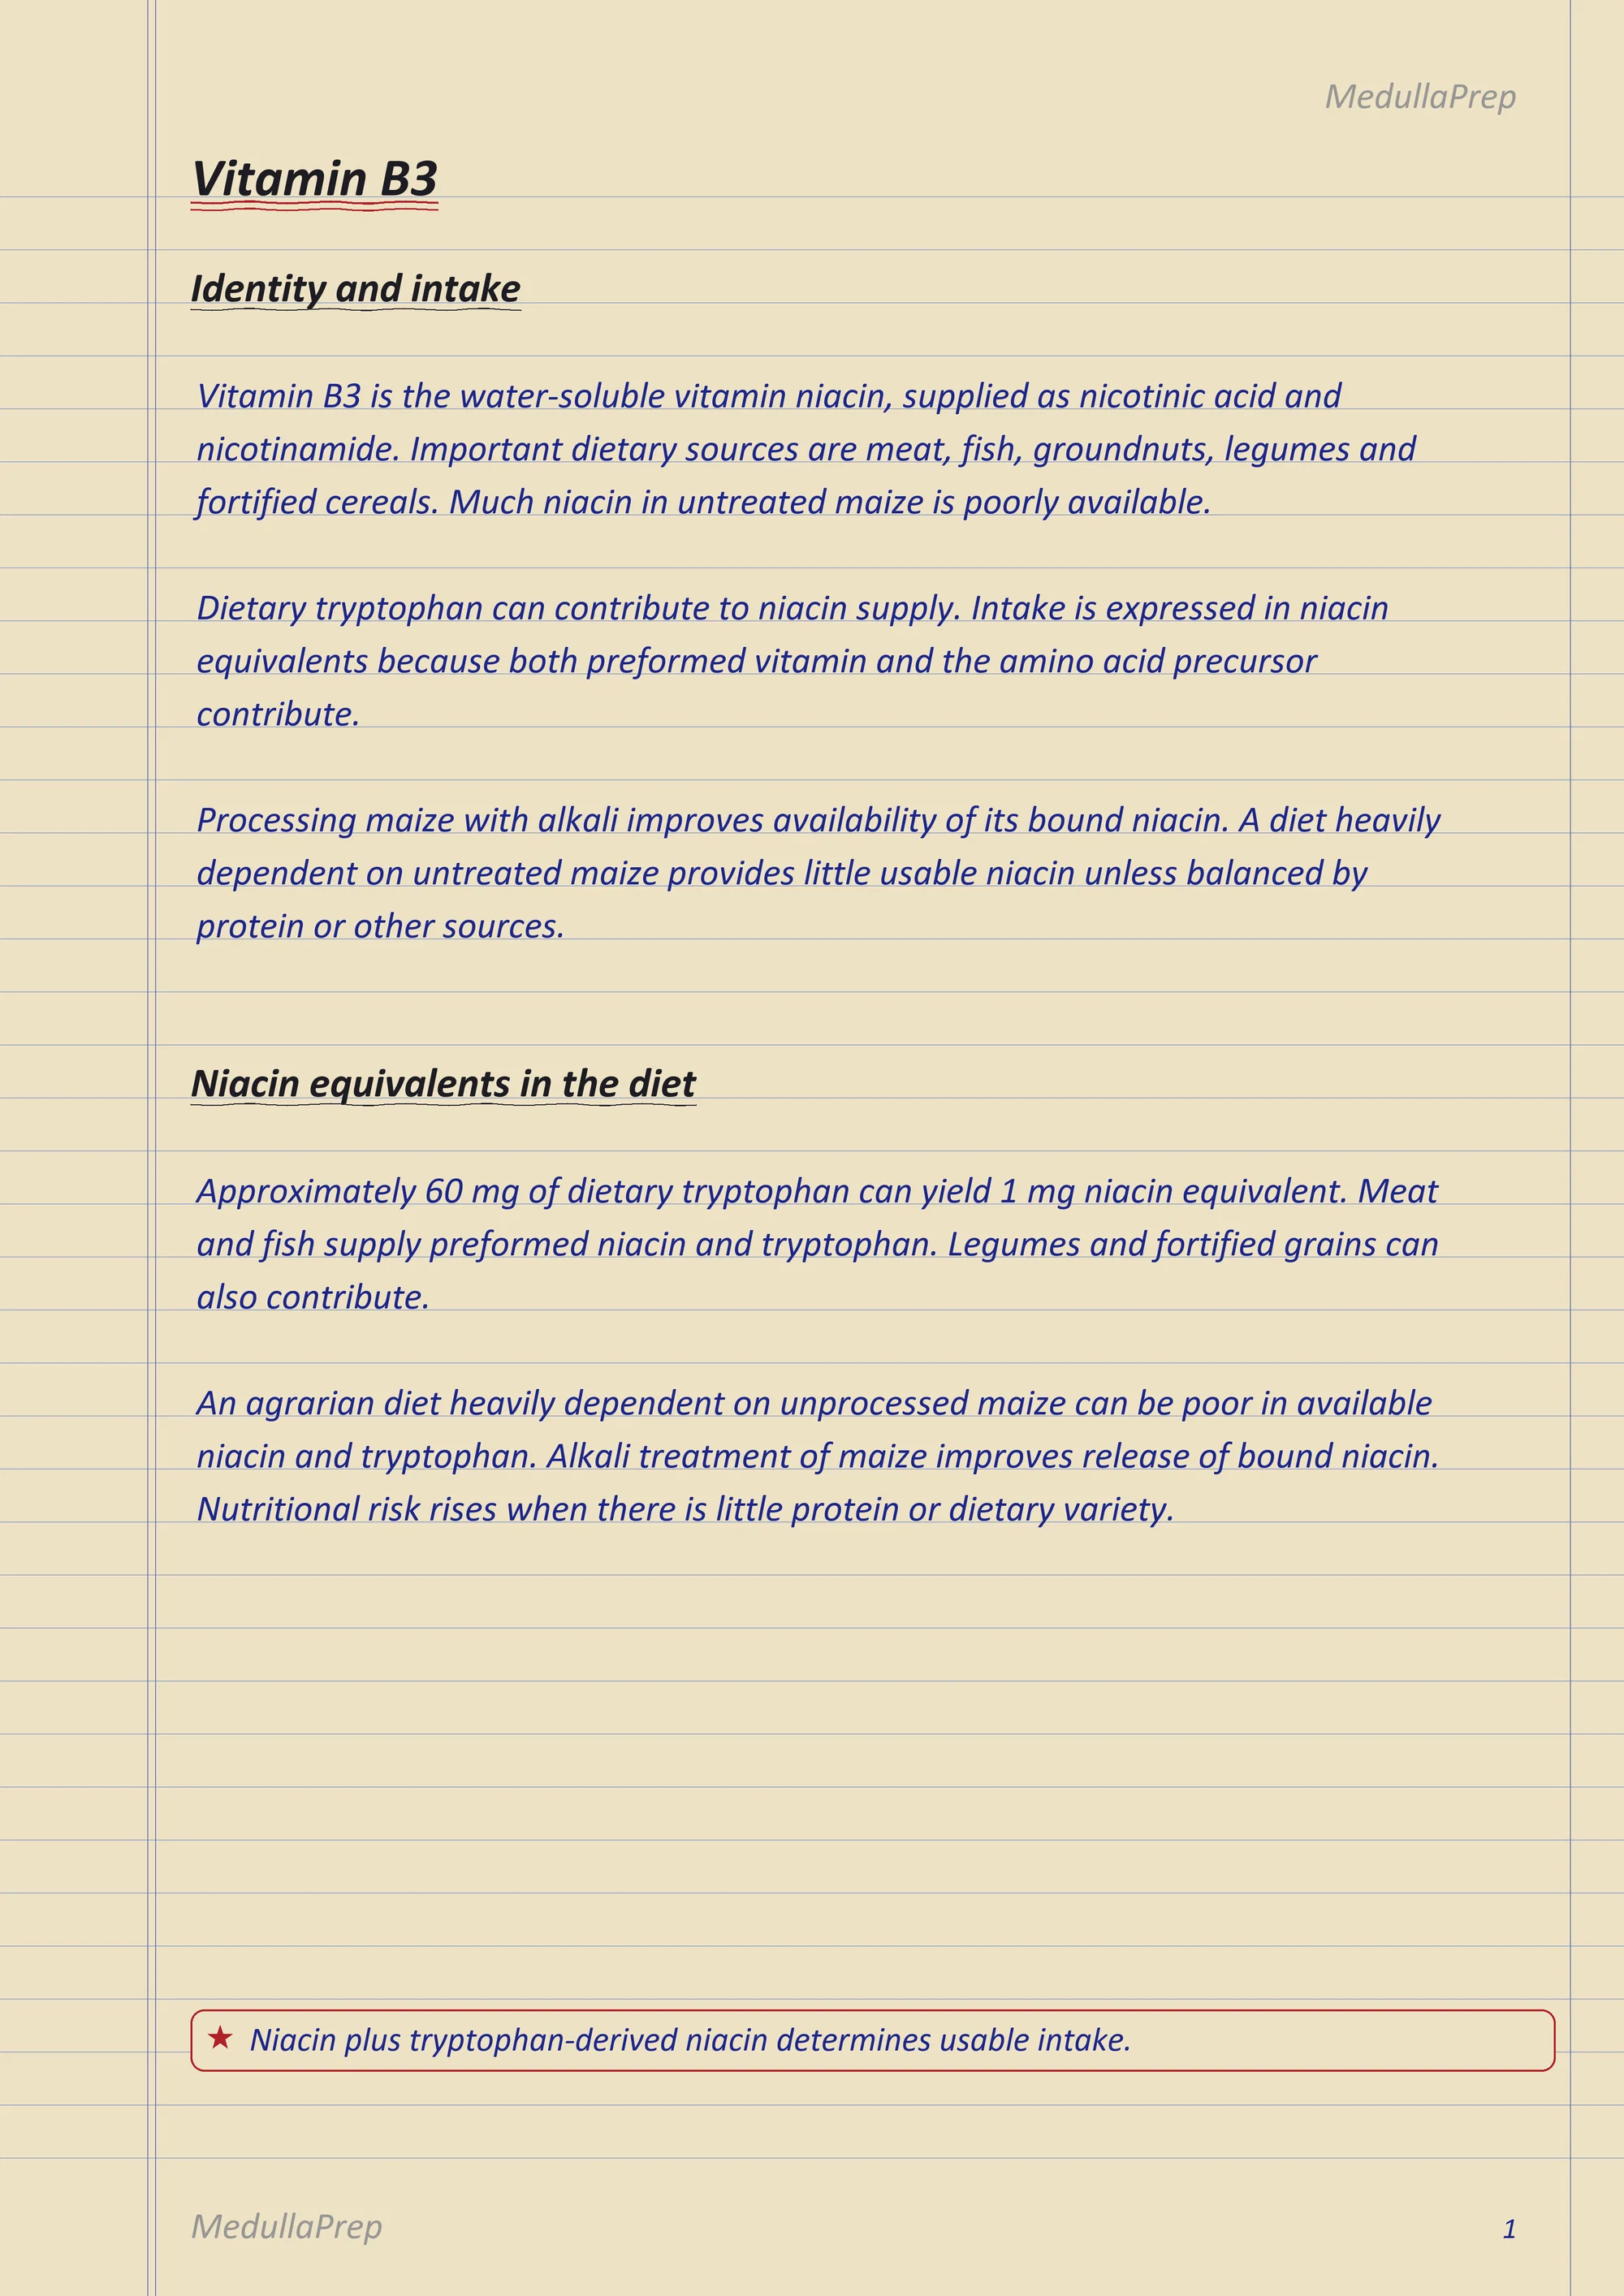 MedullaPrep
Vitamin B3
Identity and intake
Vitamin B3 is the water-soluble vitamin niacin, supplied as nicotinic acid and
nicotinamide. Important dietary sources are meat, fish, groundnuts, legumes and
fortified cereals. Much niacin in untreated maize is poorly available.
Dietary tryptophan can contribute to niacin supply. Intake is expressed in niacin
equivalents because both preformed vitamin and the amino acid precursor
contribute.
Processing maize with alkali improves availability of its bound niacin. A diet heavily
dependent on untreated maize provides little usable niacin unless balanced by
protein or other sources.
Niacin equivalents in the diet
Approximately 60 mg of dietary tryptophan can yield 1 mg niacin equivalent. Meat
and fish supply preformed niacin and tryptophan. Legumes and fortified grains can
also contribute.
An agrarian diet heavily dependent on unprocessed maize can be poor in available
niacin and tryptophan. Alkali treatment of maize improves release of bound niacin.
Nutritional risk rises when there is little protein or dietary variety.
★ Niacin plus tryptophan-derived niacin determines usable intake.
MedullaPrep
1